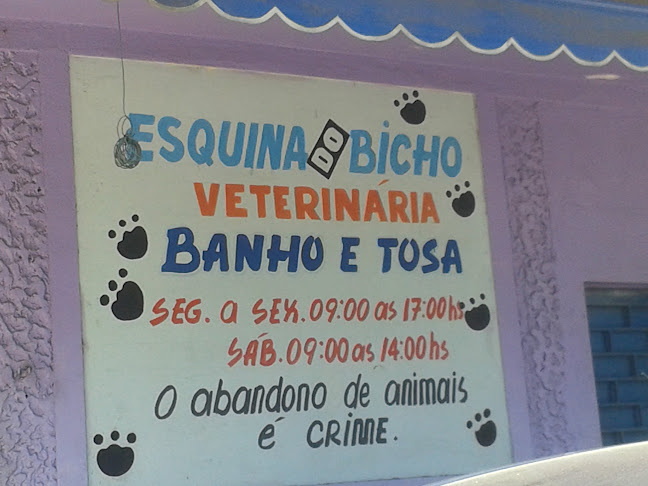 ESQUINA DO BICHO
VETERINÁRIA
BANHO E TOSA
SEG. a SEX. 09:00 as 17:00hs
SÁB. 09:00 as 14:00hs
O abandono de animais
é CRIME.